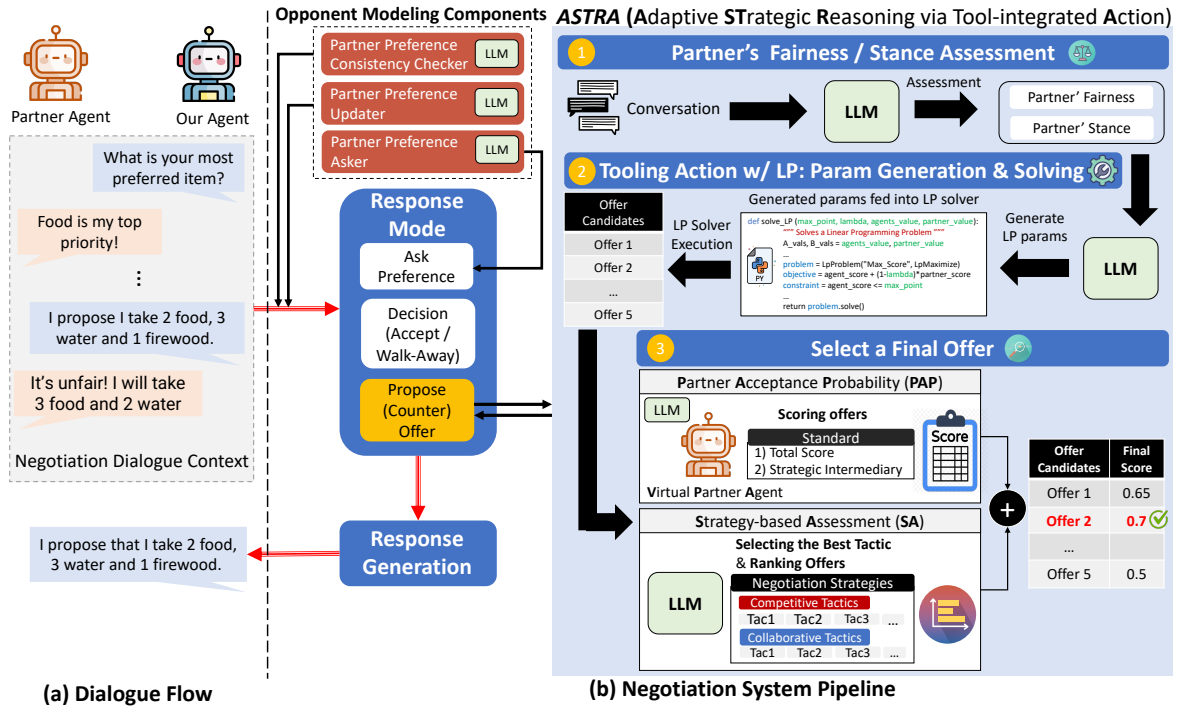 Partner Agent
Our Agent
What is your most
preferred item?
Food is my top
priority!
...
I propose I take 2 food, 3
water and 1 firewood.
It's unfair! I will take
3 food and 2 water
Negotiation Dialogue Context
I propose that I take 2 food,
3 water and 1 firewood.
(a) Dialogue Flow
Opponent Modeling Components
Partner Preference
Consistency Checker
LLM
Partner Preference
Updater
LLM
Partner Preference
Asker
LLM
Response
Mode
Ask
Preference
Decision
(Accept /
Walk-Away)
Propose
(Counter)
Offer
Response
Generation
ASTRA (Adaptive STrategic Reasoning via Tool-integrated Action)
1
Partner's Fairness / Stance Assessment
Conversation
LLM
Assessment
Partner' Fairness
Partner' Stance
2
Tooling Action w/ LP: Param Generation & Solving
Offer
Candidates
Offer 1
Offer 2
...
Offer 5
LP Solver
Execution
Generated params fed into LP solver
PY
def solve_LP (max_point, lambda, agents_value, partner_value):
""" Solves a Linear Programming Problem """
A_vals, B_vals = agents_value, partner_value
...
problem = LpProblem("Max_Score", LpMaximize)
objective = agent_score + (1-lambda)*partner_score
constraint = agent_score <= max_point
...
return problem.solve()
Generate
LP params
LLM
3
Select a Final Offer
Partner Acceptance Probability (PAP)
LLM
Scoring offers
Standard
1) Total Score
2) Strategic Intermediary
Virtual Partner Agent
Score
Strategy-based Assessment (SA)
Selecting the Best Tactic
& Ranking Offers
LLM
Negotiation Strategies
Competitive Tactics
Tac1 Tac2 Tac3 ...
Collaborative Tactics
Tac1 Tac2 Tac3 ...
+
Offer
Candidates
Final
Score
Offer 1 0.65
Offer 2 0.7
...
Offer 5 0.5
(b) Negotiation System Pipeline